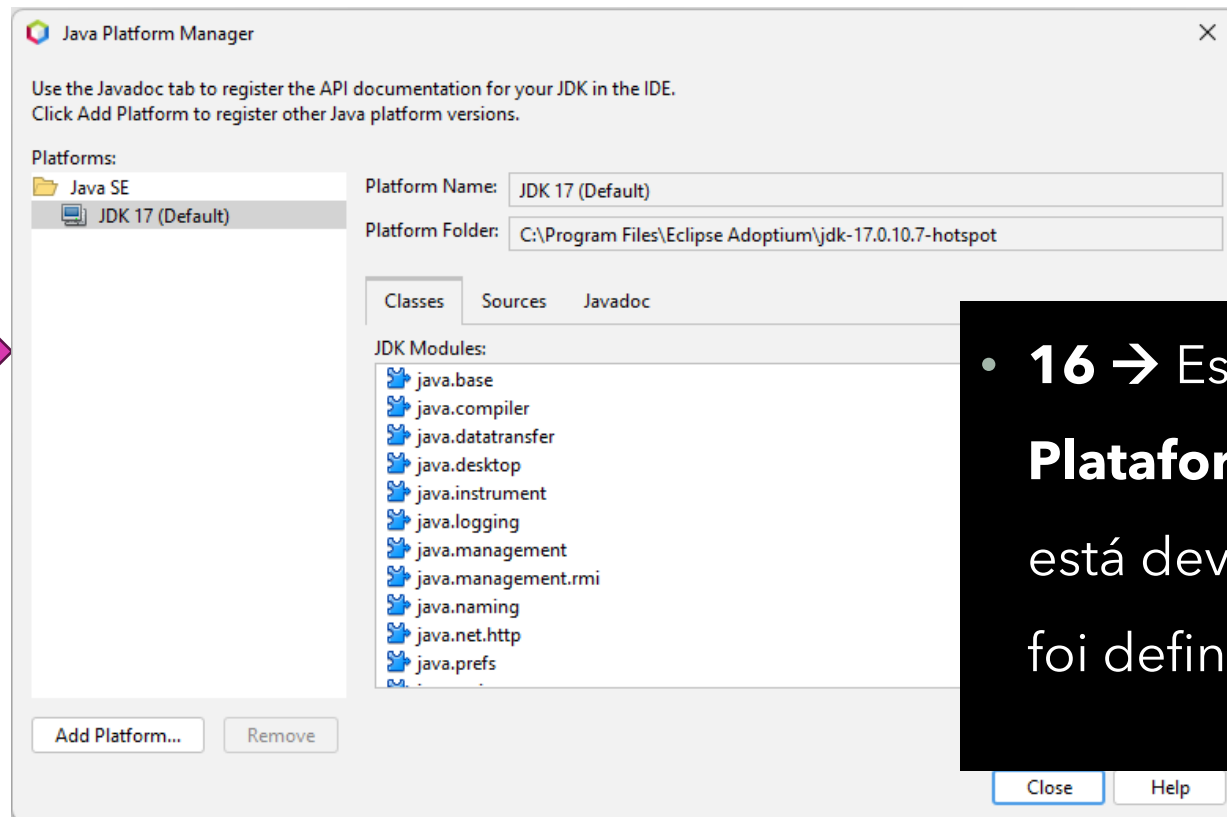 Java Platform Manager
Use the Javadoc tab to register the API documentation for your JDK in the IDE.
Click Add Platform to register other Java platform versions.
Platforms:
Java SE
JDK 17 (Default)
Platform Name: JDK 17 (Default)
Platform Folder: C:\Program Files\Eclipse Adoptium\jdk-17.0.10.7-hotspot
Classes Sources Javadoc
JDK Modules:
java.base
java.compiler
java.datatransfer
java.desktop
java.instrument
java.logging
java.management
java.management.rmi
java.naming
java.net.http
java.prefs
• 16 → Es
Platafor
está dev
foi defin
Add Platform... Remove
Close Help